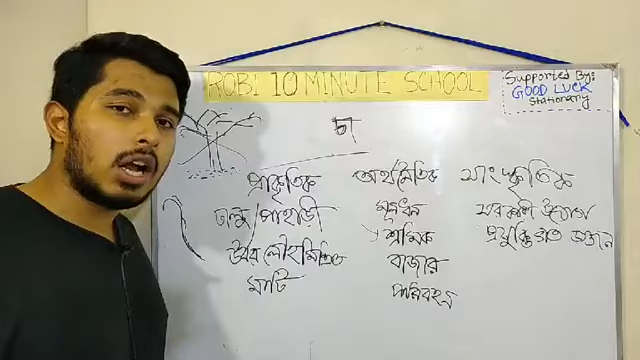 ROBI 10 MINUTE SCHOOL
Supported By:
GOOD LUCK
Stationary
চা
প্রাকৃতিক
অর্থনৈতিক
সাংস্কৃতিক
ঢালু/পাহাড়ী
উর্বর লৌহমিশ্রিত
মাটি
মূলধন
শ্রমিক
বাজার
পরিবহন
সরকারী উদ্যোগ
প্রযুক্তিগত